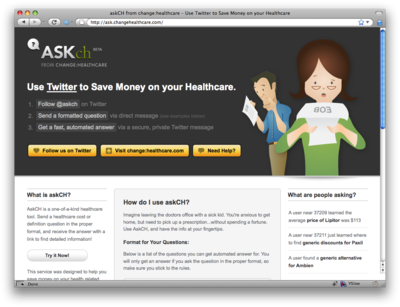 askCH from change:healthcare - Use Twitter to Save Money on your Healthcare.
http://ask.changehealthcare.com/
ASKch BETA
FROM CHANGE:HEALTHCARE
Use Twitter to Save Money on your Healthcare.
1. Follow @askch on Twitter
2. Send a formatted question via direct message
3. Get a fast, automated answer via a secure, private Twitter message
Follow us on Twitter
Visit change:healthcare.com
Need Help?
What is askCH?
AskCH is a one-of-a-kind healthcare
tool. Send a healthcare cost or
definition question in the proper
format, and receive the answer with a
link to find detailed information!
Try it Now!
This service was designed to help you
save money on your health related
How do I use askCH?
Imagine leaving the doctors office with a sick kid. You're anxious to get
home, but need to pick up a prescription...without spending a fortune.
Use AskCH, and have the info at your fingertips.
Format for Your Questions:
Below is a list of the questions you can get automated answer for. You
will only get an answer if you ask the question in the proper format, so
make sure you stick to the rules.
What are people asking?
A user near 37209 learned the
average price of Lipitor was $113
A user near 37211 just learned where
to find generic discounts for Paxil
A user found a generic alternative
for Ambien
Done